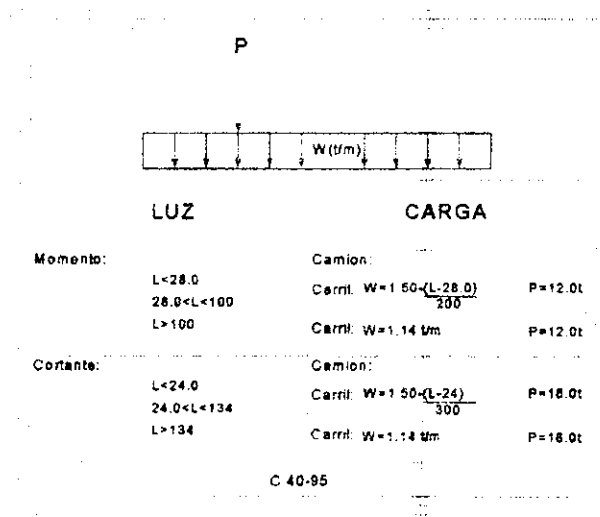 P
W(t/m)
LUZ CARGA
Momento: Camion:
L<28.0
Carril: W=1.50-(L-28.0) P=12.0t
28.0<L<100 200
L>100 Carril: W=1.14 t/m P=12.0t
Cortante: Camion:
L<24.0
Carril: W=1.50-(L-24) P=16.0t
24.0<L<134 300
L>134 Carril: W=1.14 t/m P=16.0t
C 40-95